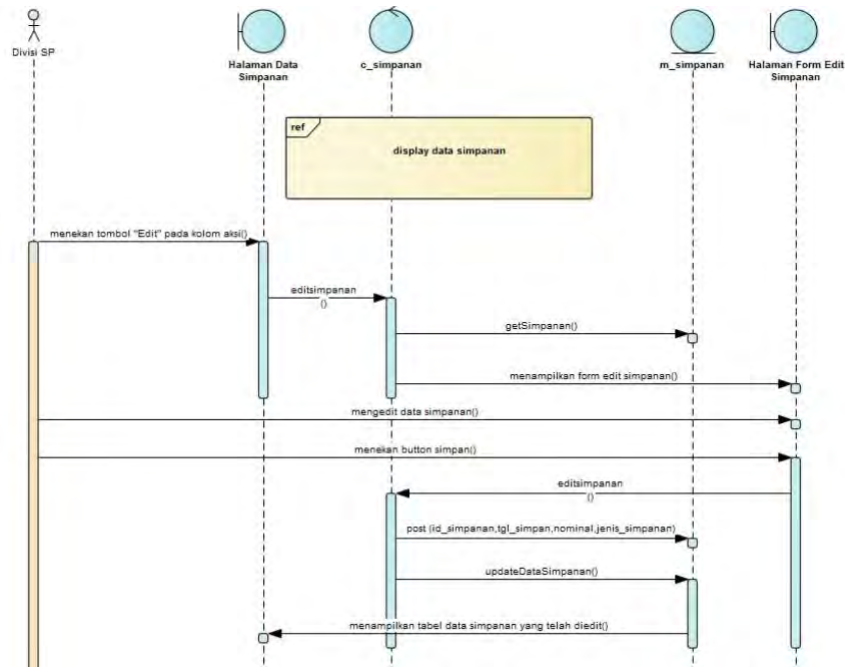 Divisi SP
Halaman Data
Simpanan
c_simpanan
m_simpanan
Halaman Form Edit
Simpanan
ref
display data simpanan
menekan tombol "Edit" pada kolom aksi()
editsimpanan
()
getSimpanan()
menampilkan form edit simpanan()
mengedit data simpanan()
menekan button simpan()
editsimpanan
()
post (id_simpanan,tgl_simpan,nominal,jenis_simpanan)
updateDataSimpanan()
menampilkan tabel data simpanan yang telah diedit()